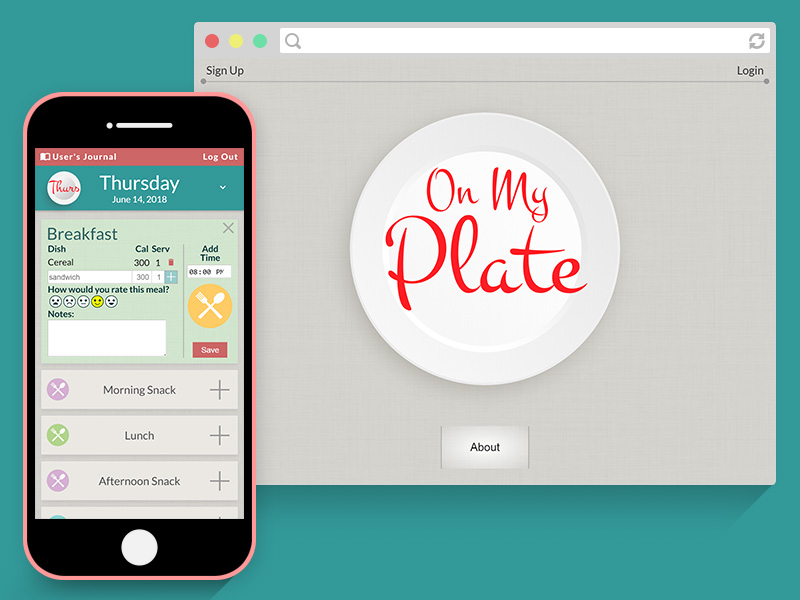 Sign Up
Login
On My
Plate
About
User's Journal
Log Out
Thurs
Thursday
June 14, 2018
Breakfast
Dish Cal Serv
Add
Time
Cereal 300 1
08:00 PM
sandwich 300 1 +
How would you rate this meal?
Notes:
Save
Morning Snack
Lunch
Afternoon Snack